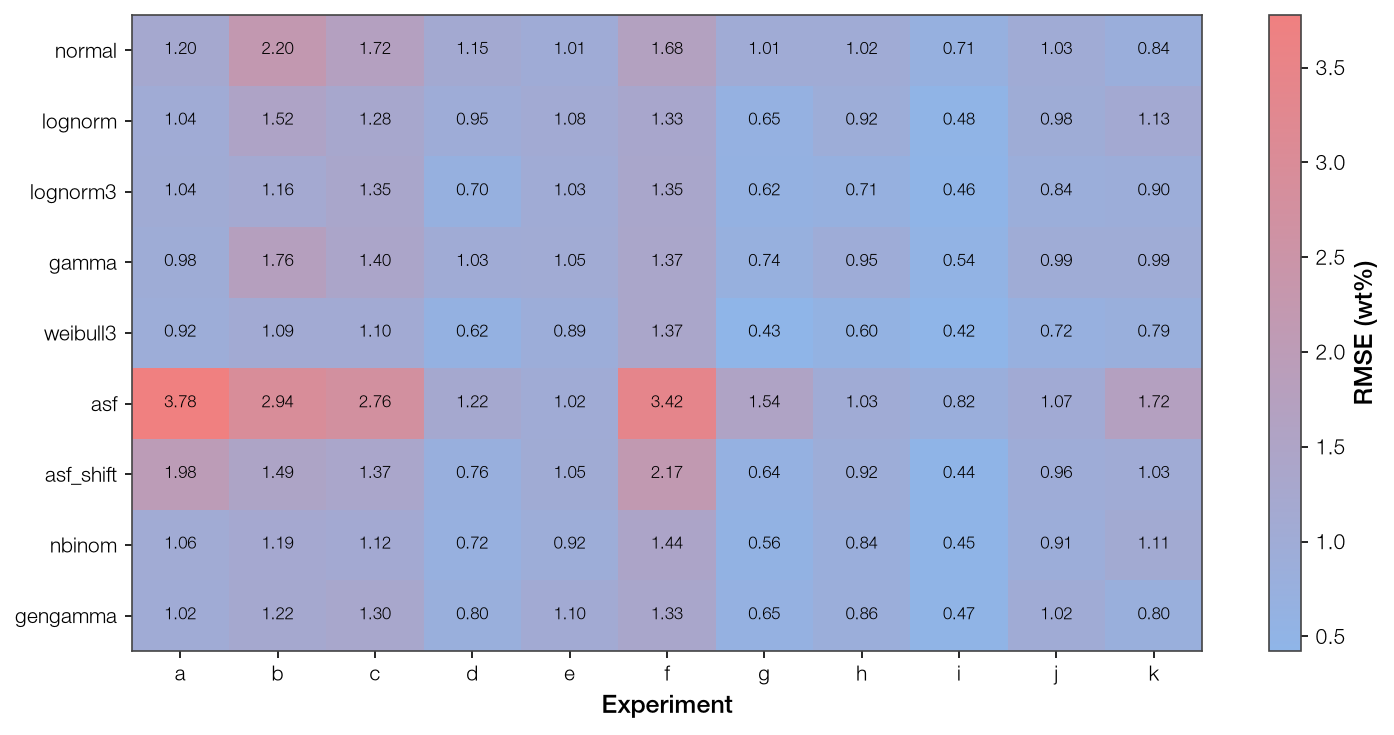 normal 1.20 2.20 1.72 1.15 1.01 1.68 1.01 1.02 0.71 1.03 0.84
lognorm 1.04 1.52 1.28 0.95 1.08 1.33 0.65 0.92 0.48 0.98 1.13
lognorm3 1.04 1.16 1.35 0.70 1.03 1.35 0.62 0.71 0.46 0.84 0.90
gamma 0.98 1.76 1.40 1.03 1.05 1.37 0.74 0.95 0.54 0.99 0.99
weibull3 0.92 1.09 1.10 0.62 0.89 1.37 0.43 0.60 0.42 0.72 0.79
asf 3.78 2.94 2.76 1.22 1.02 3.42 1.54 1.03 0.82 1.07 1.72
asf_shift 1.98 1.49 1.37 0.76 1.05 2.17 0.64 0.92 0.44 0.96 1.03
nbinom 1.06 1.19 1.12 0.72 0.92 1.44 0.56 0.84 0.45 0.91 1.11
gengamma 1.02 1.22 1.30 0.80 1.10 1.33 0.65 0.86 0.47 1.02 0.80
a b c d e f g h i j k
Experiment
3.5
3.0
2.5
2.0
1.5
1.0
0.5
RMSE (wt%)